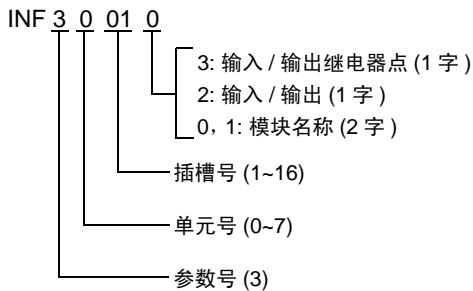 INF 3 0 01 0
3: 输入 / 输出继电器点 (1 字 )
2: 输入 / 输出 (1 字 )
0，1: 模块名称 (2 字 )
插槽号 (1~16)
单元号 (0~7)
参数号 (3)